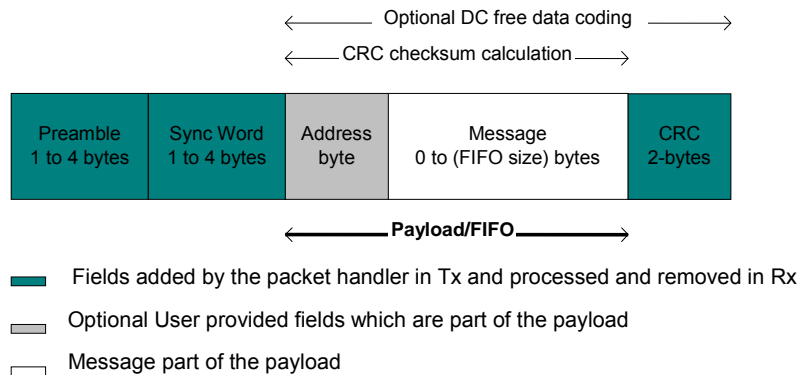 Optional DC free data coding
CRC checksum calculation
Preamble
1 to 4 bytes
Sync Word
1 to 4 bytes
Address
byte
Message
0 to (FIFO size) bytes
CRC
2-bytes
Payload/FIFO
Fields added by the packet handler in Tx and processed and removed in Rx
Optional User provided fields which are part of the payload
Message part of the payload